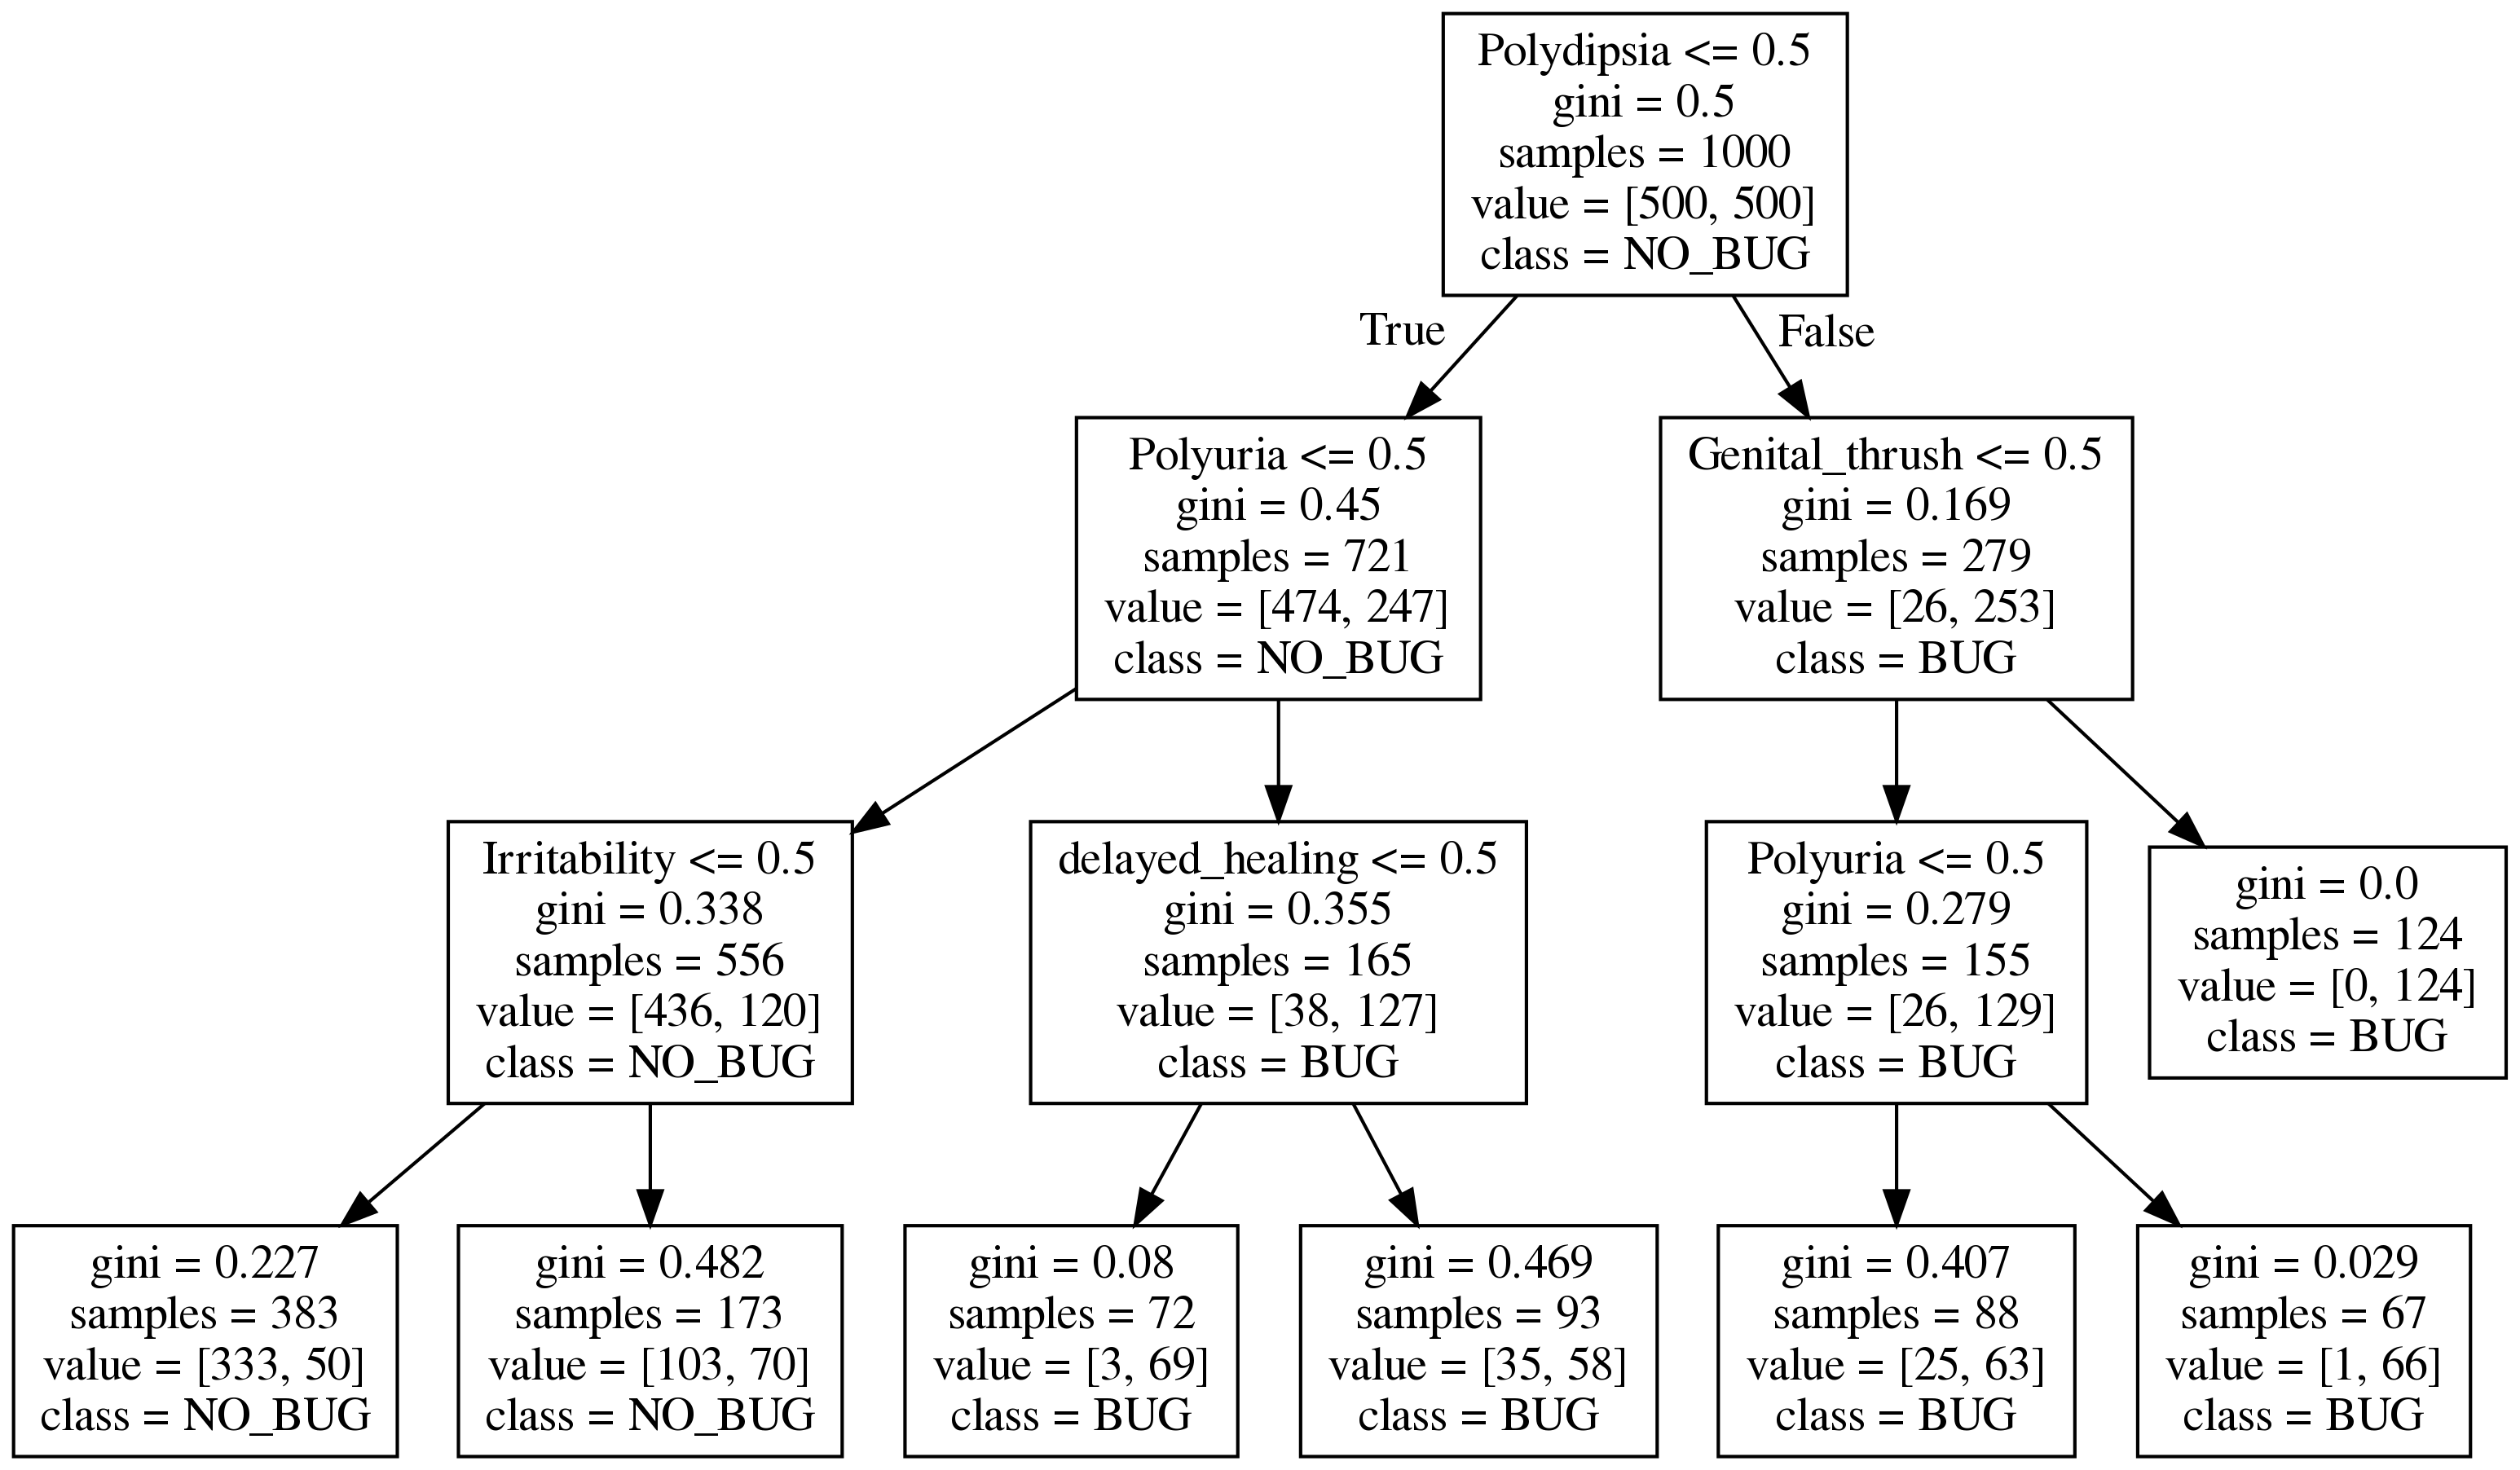 Polydipsia <= 0.5
gini = 0.5
samples = 1000
value = [500, 500]
class = NO_BUG
True
False
Polyuria <= 0.5
gini = 0.45
samples = 721
value = [474, 247]
class = NO_BUG
Genital_thrush <= 0.5
gini = 0.169
samples = 279
value = [26, 253]
class = BUG
Irritability <= 0.5
gini = 0.338
samples = 556
value = [436, 120]
class = NO_BUG
delayed_healing <= 0.5
gini = 0.355
samples = 165
value = [38, 127]
class = BUG
Polyuria <= 0.5
gini = 0.279
samples = 155
value = [26, 129]
class = BUG
gini = 0.0
samples = 124
value = [0, 124]
class = BUG
gini = 0.227
samples = 383
value = [333, 50]
class = NO_BUG
gini = 0.482
samples = 173
value = [103, 70]
class = NO_BUG
gini = 0.08
samples = 72
value = [3, 69]
class = BUG
gini = 0.469
samples = 93
value = [35, 58]
class = BUG
gini = 0.407
samples = 88
value = [25, 63]
class = BUG
gini = 0.029
samples = 67
value = [1, 66]
class = BUG